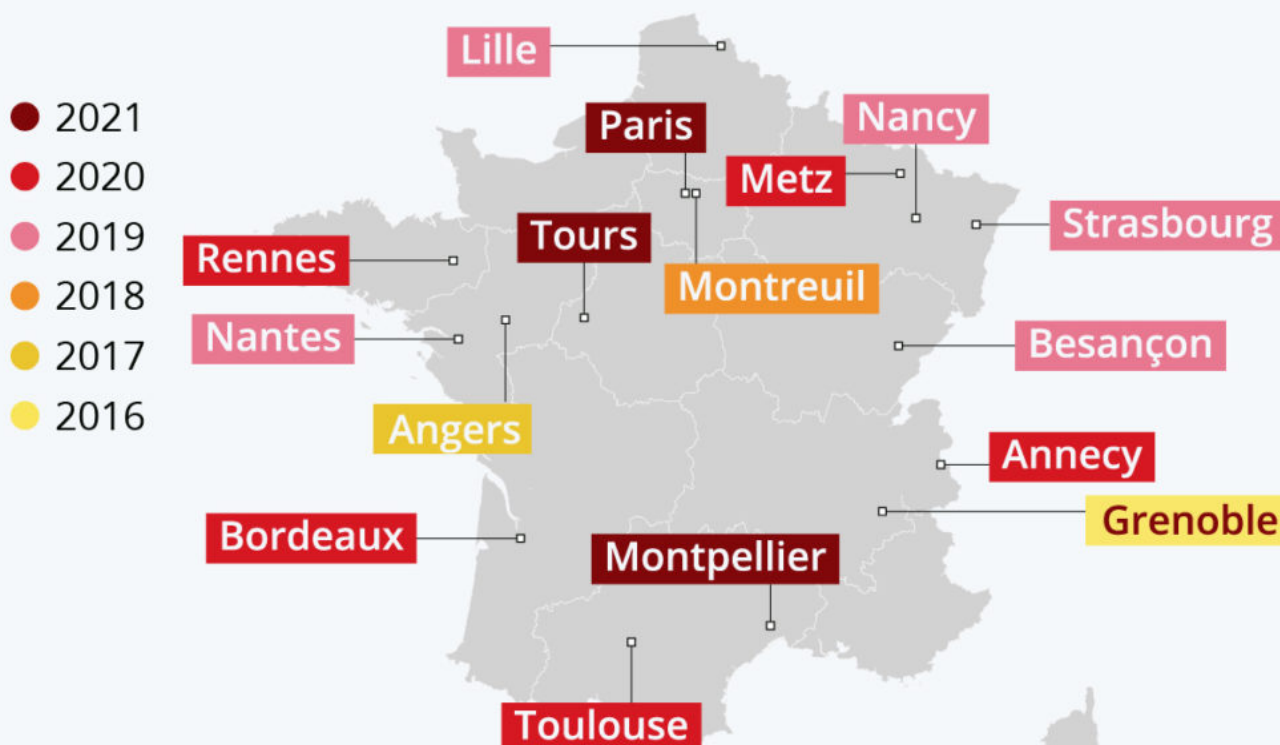 2021
2020
2019
2018
2017
2016
Lille
Paris
Nancy
Metz
Strasbourg
Tours
Rennes
Montreuil
Nantes
Besançon
Angers
Annecy
Grenoble
Bordeaux
Montpellier
Toulouse